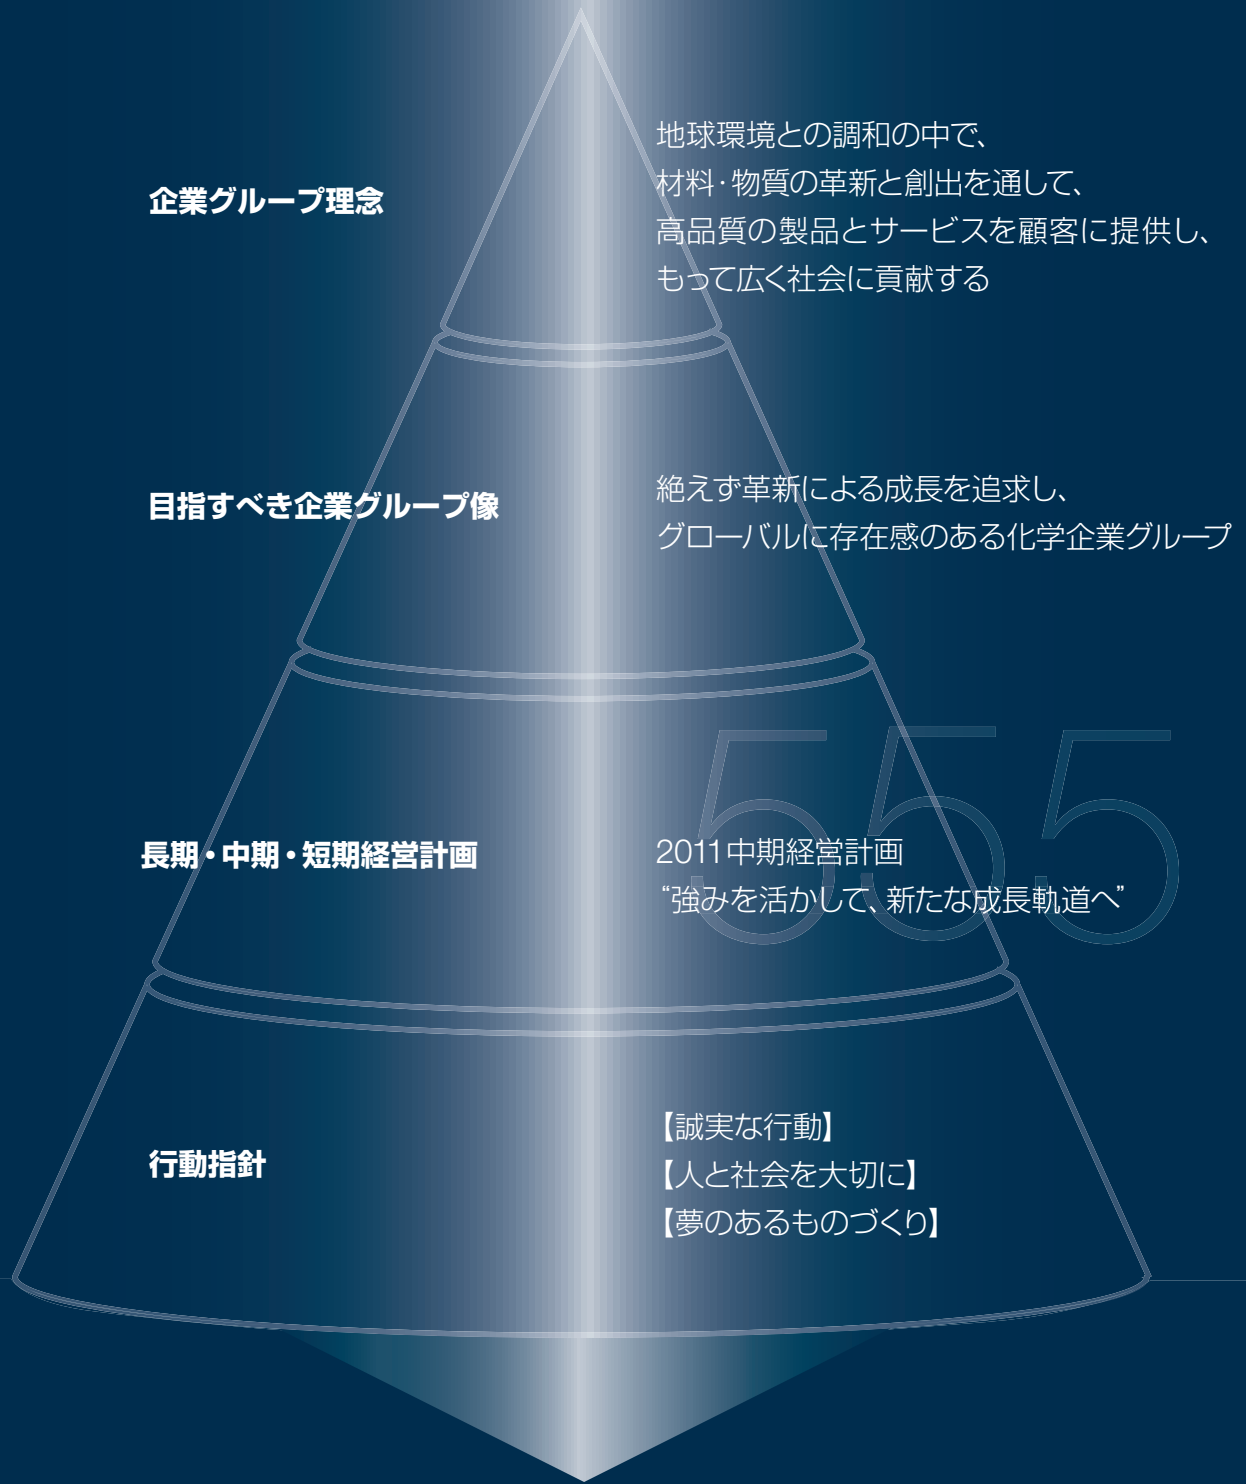 企業グループ理念
地球環境との調和の中で、
材料・物質の革新と創出を通して、
高品質の製品とサービスを顧客に提供し、
もって広く社会に貢献する
目指すべき企業グループ像
絶えず革新による成長を追求し、
グローバルに存在感のある化学企業グループ
555
長期・中期・短期経営計画
2011中期経営計画
“強みを活かして、新たな成長軌道へ”
行動指針
【誠実な行動】
【人と社会を大切に】
【夢のあるものづくり】